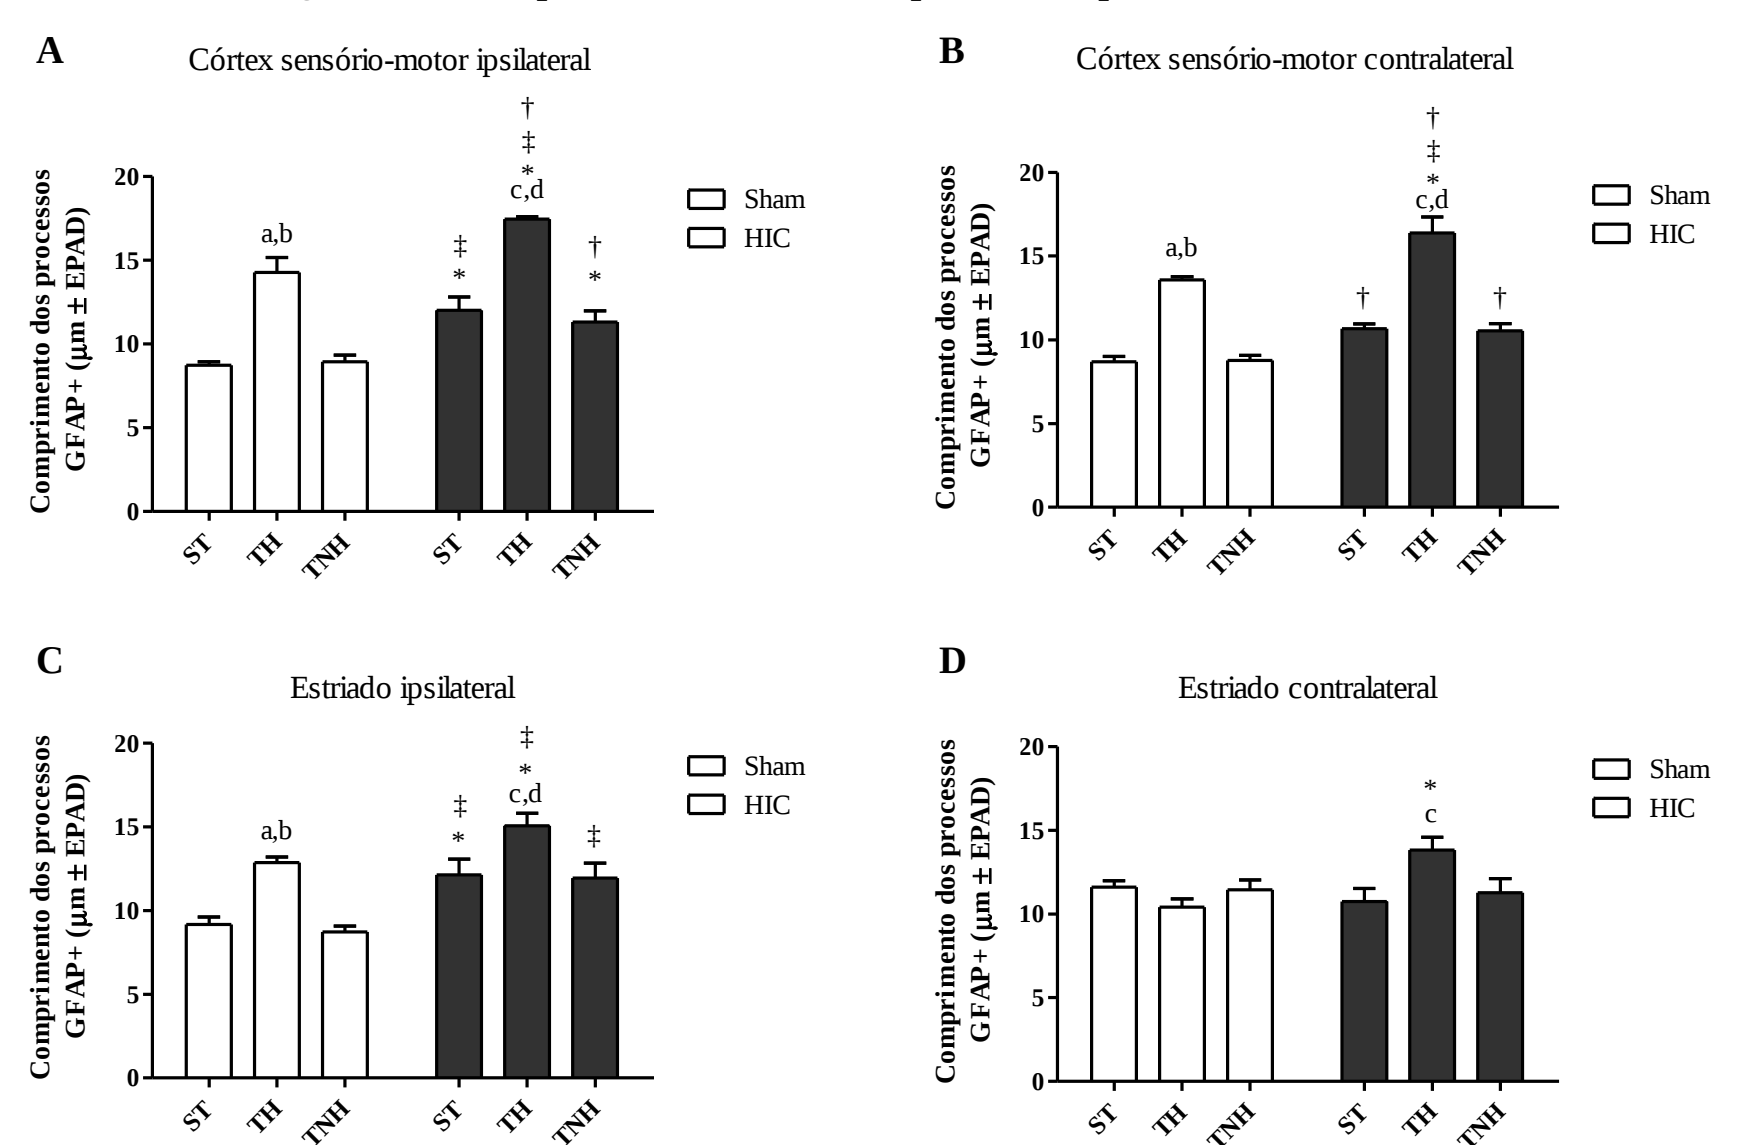 A
Córtex sensório-motor ipsilateral
Comprimento dos processos
GFAP+ (µm ± EPAD)
20
15
10
5
0
a,b
‡
*
†
‡
*
c,d
†
*
ST
TH
TNH
ST
TH
TNH
Sham
HIC
B
Córtex sensório-motor contralateral
Comprimento dos processos
GFAP+ (µm ± EPAD)
20
15
10
5
0
a,b
†
†
‡
*
c,d
†
ST
TH
TNH
ST
TH
TNH
Sham
HIC
C
Estriado ipsilateral
Comprimento dos processos
GFAP+ (µm ± EPAD)
20
15
10
5
0
a,b
‡
*
‡
*
c,d
‡
ST
TH
TNH
ST
TH
TNH
Sham
HIC
D
Estriado contralateral
Comprimento dos processos
GFAP+ (µm ± EPAD)
20
15
10
5
0
*
c
ST
TH
TNH
ST
TH
TNH
Sham
HIC